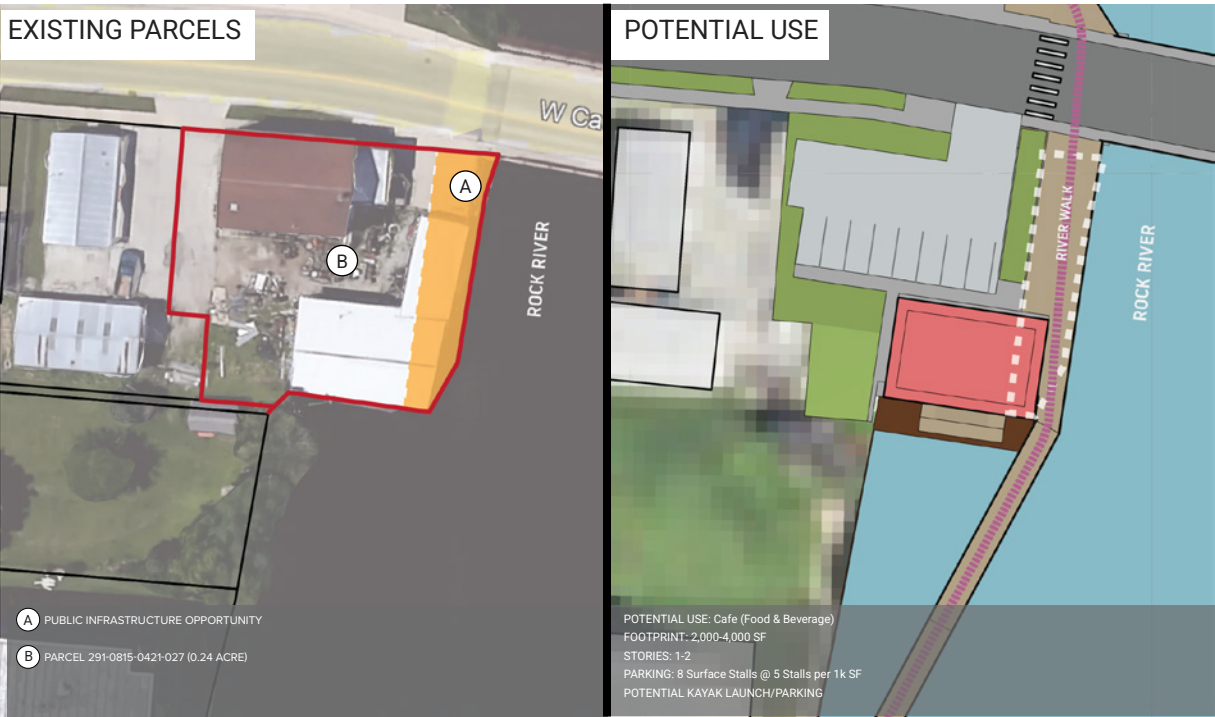 EXISTING PARCELS
W Ca
A
B
ROCK RIVER
A PUBLIC INFRASTRUCTURE OPPORTUNITY
B PARCEL 291-0815-0421-027 (0.24 ACRE)
POTENTIAL USE
RIVER WALK
ROCK RIVER
POTENTIAL USE: Cafe (Food & Beverage)
FOOTPRINT: 2,000-4,000 SF
STORIES: 1-2
PARKING: 8 Surface Stalls @ 5 Stalls per 1k SF
POTENTIAL KAYAK LAUNCH/PARKING